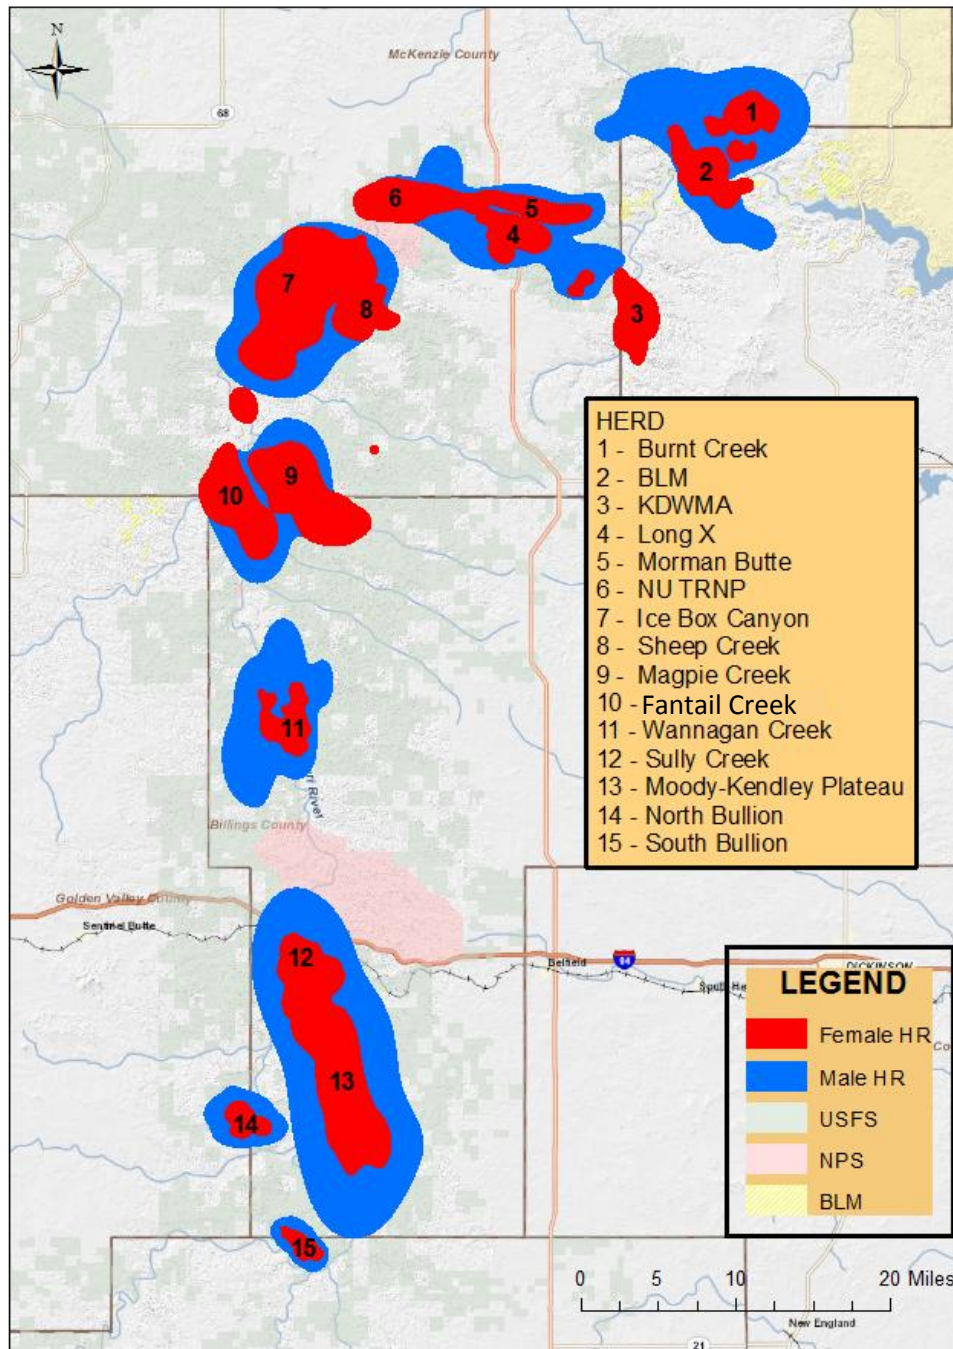 N
McKenzie County
68
1
2
6
5
4
7
8
3
9
10
HERD
1 - Burnt Creek
2 - BLM
3 - KDWMA
4 - Long X
5 - Morman Butte
6 - NU TRNP
7 - Ice Box Canyon
8 - Sheep Creek
9 - Magpie Creek
10 - Fantail Creek
11 - Wannagan Creek
12 - Sully Creek
13 - Moody-Kendley Plateau
14 - North Bullion
15 - South Bullion
11
Billings County
Golden Valley County
Sentinel Butte
12
Belfield
94
DICKINSON
13
14
15
LEGEND
Female HR
Male HR
USFS
NPS
BLM
0 5 10 20 Miles
New England
21